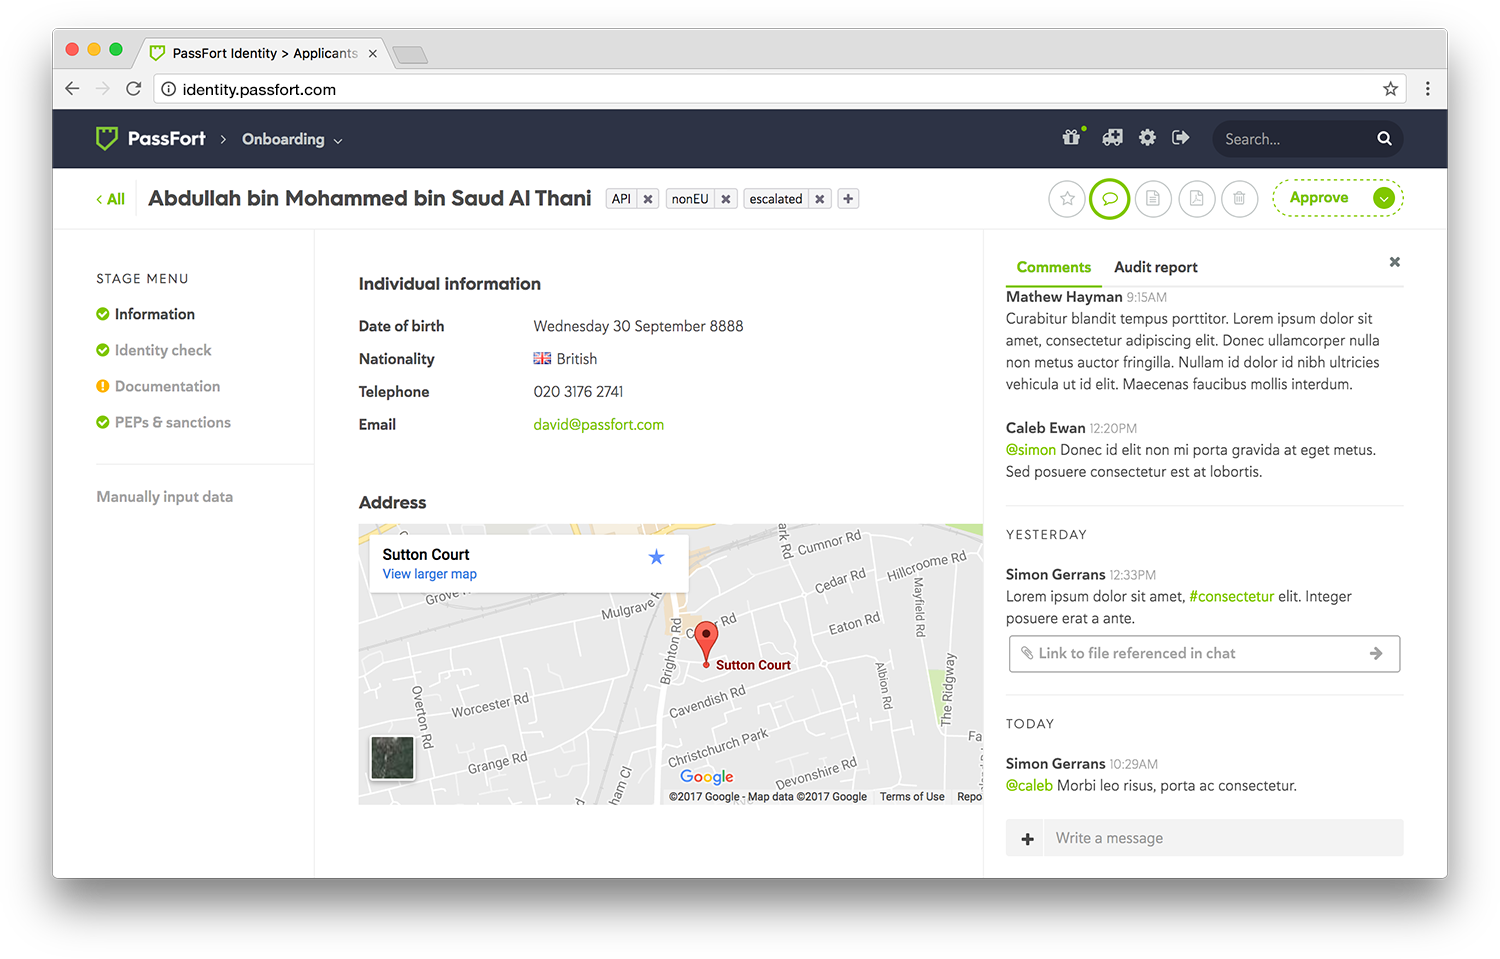 PassFort Identity > Applicants
identity.passfort.com
PassFort > Onboarding
Search...
All
Abdullah bin Mohammed bin Saud Al Thani
API
nonEU
escalated
Approve
STAGE MENU
Information
Identity check
Documentation
PEPs & sanctions
Manually input data
Individual information
Date of birth Wednesday 30 September 8888
Nationality British
Telephone 020 3176 2741
Email david@passfort.com
Address
Sutton Court
View larger map
Grove
Mulgrave R
Brighton Rd
ark Rd
Cumnor Rd
Cedar Rd
Hillcroome Rd
Mayfield Rd
Eaton Rd
Rd
Sutton Court
Albion Rd
The Ridgway
Cavendish Rd
Overton Rd
Worcester Rd
Christchurch Park
Grange Rd
Devonshire Rd
ham Cl
Fa
Google
©2017 Google - Map data ©2017 Google
Terms of Use
Repo
Comments
Audit report
Mathew Hayman 9:15AM
Curabitur blandit tempus porttitor. Lorem ipsum dolor sit
amet, consectetur adipiscing elit. Donec ullamcorper nulla
non metus auctor fringilla. Nullam id dolor id nibh ultricies
vehicula ut id elit. Maecenas faucibus mollis interdum.
Caleb Ewan 12:20PM
@simon Donec id elit non mi porta gravida at eget metus.
Sed posuere consectetur est at lobortis.
YESTERDAY
Simon Gerrans 12:33PM
Lorem ipsum dolor sit amet, #consectetur elit. Integer
posuere erat a ante.
Link to file referenced in chat
TODAY
Simon Gerrans 10:29AM
@caleb Morbi leo risus, porta ac consectetur.
Write a message